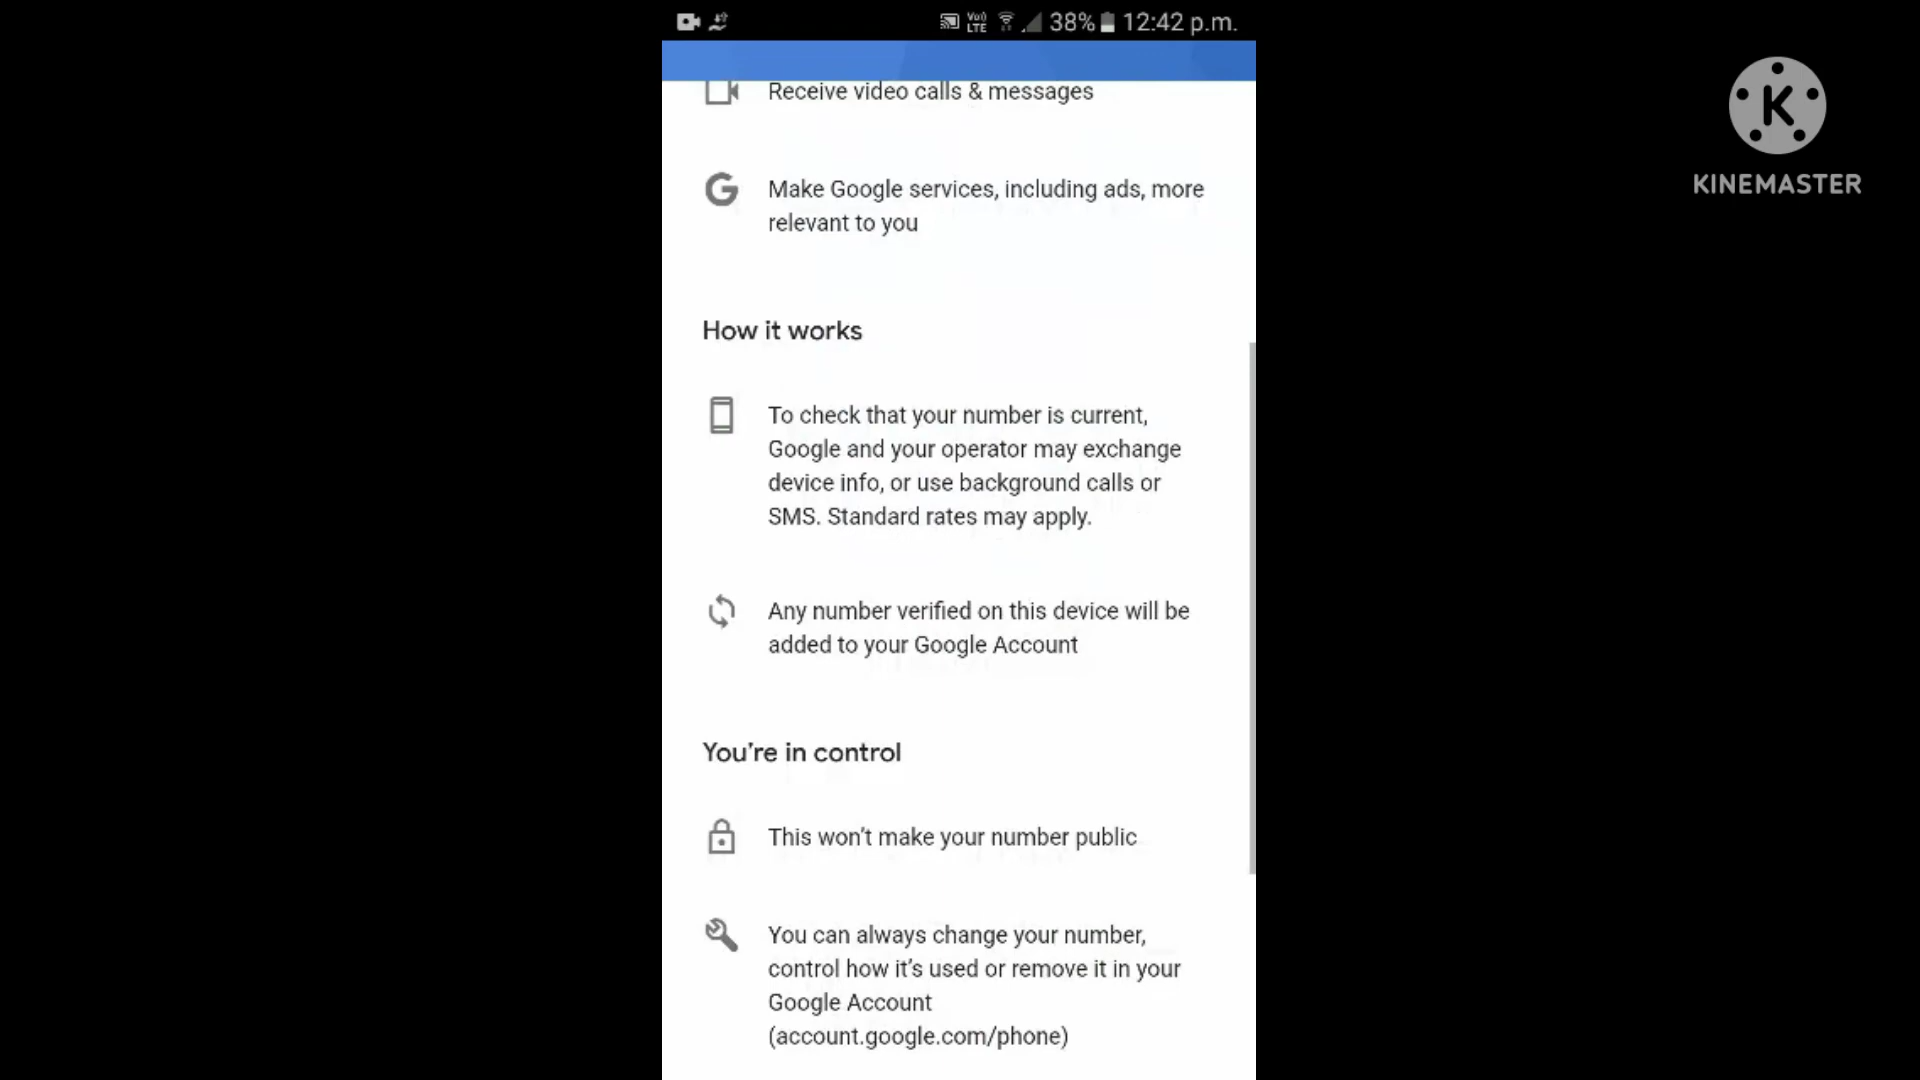 Vo) LTE 38% 12:42 p.m.
Receive video calls & messages
K
KINEMASTER
Make Google services, including ads, more
relevant to you
How it works
To check that your number is current,
Google and your operator may exchange
device info, or use background calls or
SMS. Standard rates may apply.
Any number verified on this device will be
added to your Google Account
You’re in control
This won’t make your number public
You can always change your number,
control how it’s used or remove it in your
Google Account
(account.google.com/phone)